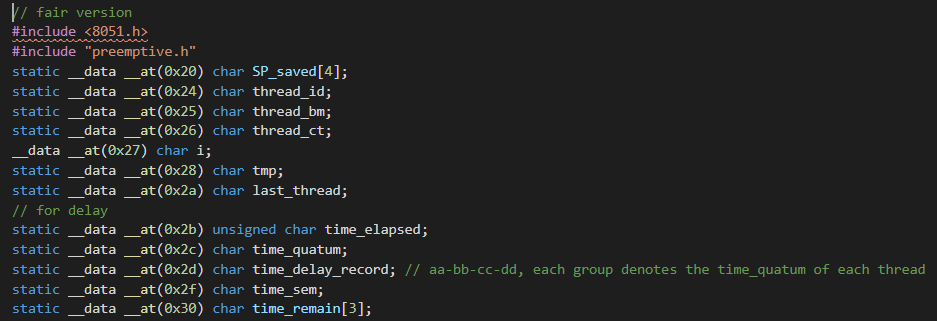 // fair version
#include <8051.h>
#include "preemptive.h"
static __data __at(0x20) char SP_saved[4];
static __data __at(0x24) char thread_id;
static __data __at(0x25) char thread_bm;
static __data __at(0x26) char thread_ct;
__data __at(0x27) char i;
static __data __at(0x28) char tmp;
static __data __at(0x2a) char last_thread;
// for delay
static __data __at(0x2b) unsigned char time_elapsed;
static __data __at(0x2c) char time_quatum;
static __data __at(0x2d) char time_delay_record; // aa-bb-cc-dd, each group denotes the time_quatum of each thread
static __data __at(0x2f) char time_sem;
static __data __at(0x30) char time_remain[3];